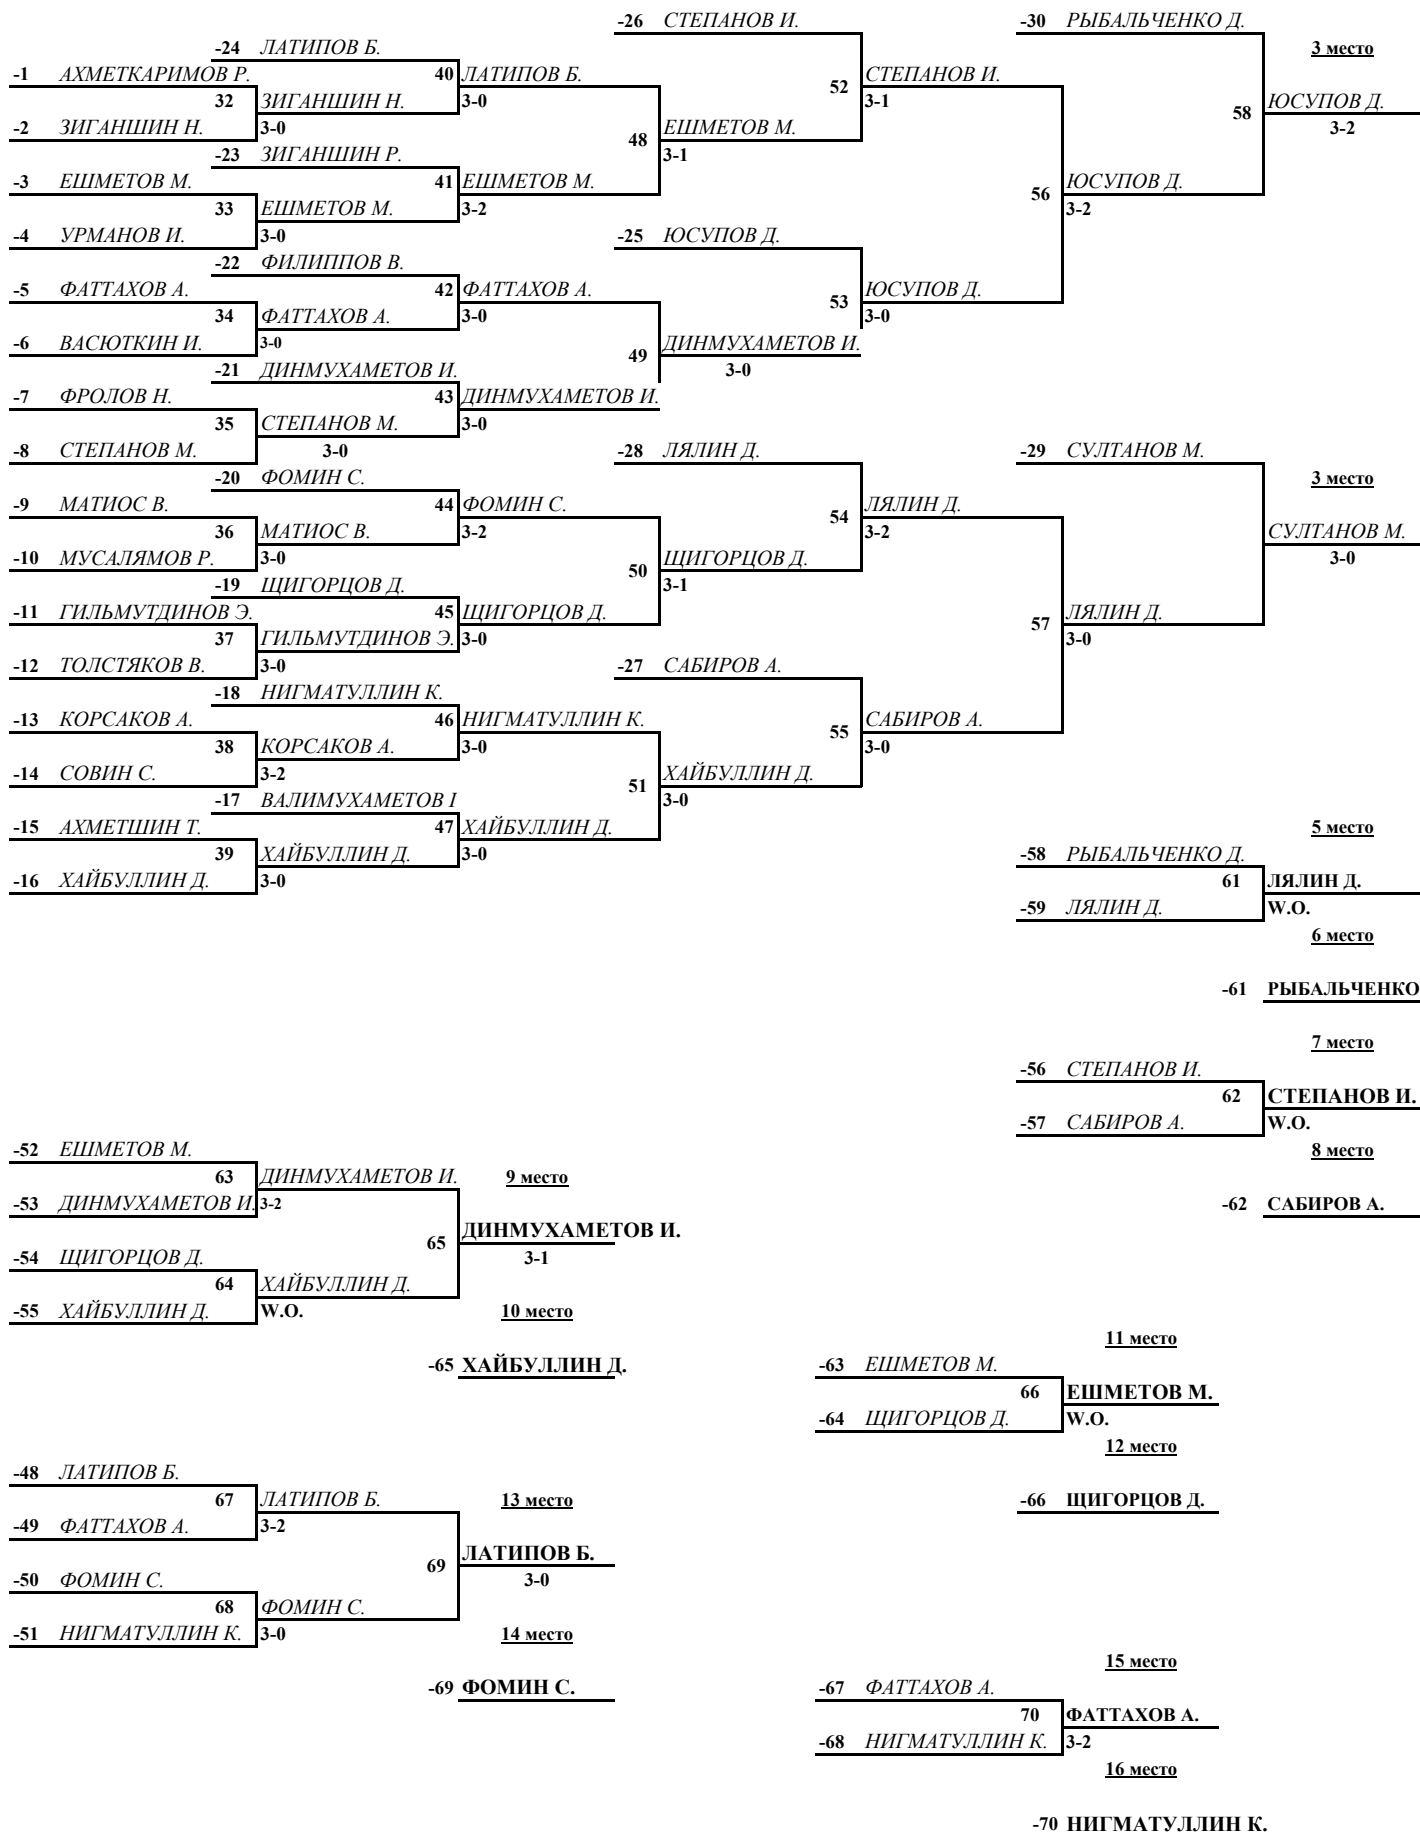 -26 СТЕПАНОВ И. -30 РЫБАЛЬЧЕНКО Д.
-24 ЛАТИПОВ Б. 3 место
-1 АХМЕТКАРИМОВ Р. 40 ЛАТИПОВ Б. СТЕПАНОВ И.
32 ЗИГАНШИН Н. 3-0 52 3-1 58 ЮСУПОВ Д.
-2 ЗИГАНШИН Н. 3-0 48 ЕШМЕТОВ М. 3-2
-23 ЗИГАНШИН Р. 3-1
-3 ЕШМЕТОВ М. 41 ЕШМЕТОВ М. 56 ЮСУПОВ Д.
33 ЕШМЕТОВ М. 3-2 3-2
-4 УРМАНОВ И. 3-0 -25 ЮСУПОВ Д.
-22 ФИЛИППОВ В.
-5 ФАТТАХОВ А. 42 ФАТТАХОВ А. 53 ЮСУПОВ Д.
34 ФАТТАХОВ А. 3-0 3-0
-6 ВАСЮТКИН И. 3-0 49 ДИНМУХАМЕТОВ И.
-21 ДИНМУХАМЕТОВ И. 3-0
-7 ФРОЛОВ Н. 43 ДИНМУХАМЕТОВ И.
35 СТЕПАНОВ М. 3-0
-8 СТЕПАНОВ М. 3-0 -28 ЛЯЛИН Д. -29 СУЛТАНОВ М.
-20 ФОМИН С. 3 место
-9 МАТИОС В. 44 ФОМИН С. 54 ЛЯЛИН Д.
36 МАТИОС В. 3-2 3-2 СУЛТАНОВ М.
-10 МУСАЛЯМОВ Р. 3-0 50 ЩИГОРЦОВ Д. 3-0
-19 ЩИГОРЦОВ Д. 3-1
-11 ГИЛЬМУТДИНОВ Э. 45 ЩИГОРЦОВ Д. 57 ЛЯЛИН Д.
37 ГИЛЬМУТДИНОВ Э. 3-0 3-0
-12 ТОЛСТЯКОВ В. 3-0 -27 САБИРОВ А.
-18 НИГМАТУЛЛИН К.
-13 КОРСАКОВ А. 46 НИГМАТУЛЛИН К. 55 САБИРОВ А.
38 КОРСАКОВ А. 3-0 3-0
-14 СОВИН С. 3-2 51 ХАЙБУЛЛИН Д.
-17 ВАЛИМУХАМЕТОВ I 3-0
-15 АХМЕТШИН Т. 47 ХАЙБУЛЛИН Д. 5 место
39 ХАЙБУЛЛИН Д. 3-0 -58 РЫБАЛЬЧЕНКО Д.
-16 ХАЙБУЛЛИН Д. 3-0 61 ЛЯЛИН Д.
-59 ЛЯЛИН Д. W.O.
6 место
-61 РЫБАЛЬЧЕНКО
7 место
-56 СТЕПАНОВ И.
62 СТЕПАНОВ И.
-57 САБИРОВ А. W.O.
-52 ЕШМЕТОВ М. 8 место
63 ДИНМУХАМЕТОВ И. 9 место
-53 ДИНМУХАМЕТОВ И. 3-2 -62 САБИРОВ А.
65 ДИНМУХАМЕТОВ И.
-54 ЩИГОРЦОВ Д. 3-1
64 ХАЙБУЛЛИН Д.
-55 ХАЙБУЛЛИН Д. W.O. 10 место
11 место
-65 ХАЙБУЛЛИН Д. -63 ЕШМЕТОВ М.
66 ЕШМЕТОВ М.
-64 ЩИГОРЦОВ Д. W.O.
12 место
-48 ЛАТИПОВ Б.
67 ЛАТИПОВ Б. 13 место -66 ЩИГОРЦОВ Д.
-49 ФАТТАХОВ А. 3-2
69 ЛАТИПОВ Б.
-50 ФОМИН С. 3-0
68 ФОМИН С.
-51 НИГМАТУЛЛИН К. 3-0 14 место
15 место
-69 ФОМИН С. -67 ФАТТАХОВ А.
70 ФАТТАХОВ А.
-68 НИГМАТУЛЛИН К. 3-2
16 место
-70 НИГМАТУЛЛИН К.